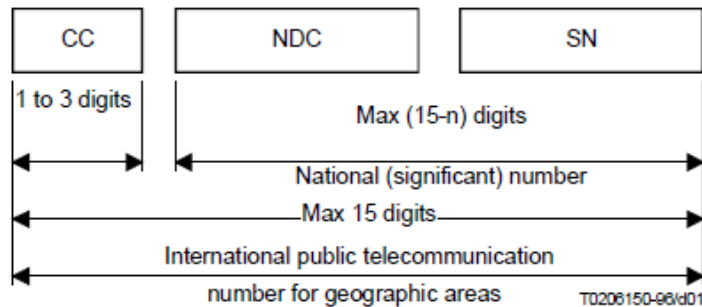 CC NDC SN
1 to 3 digits
Max (15-n) digits
National (significant) number
Max 15 digits
International public telecommunication
number for geographic areas
T0206150-96/d01